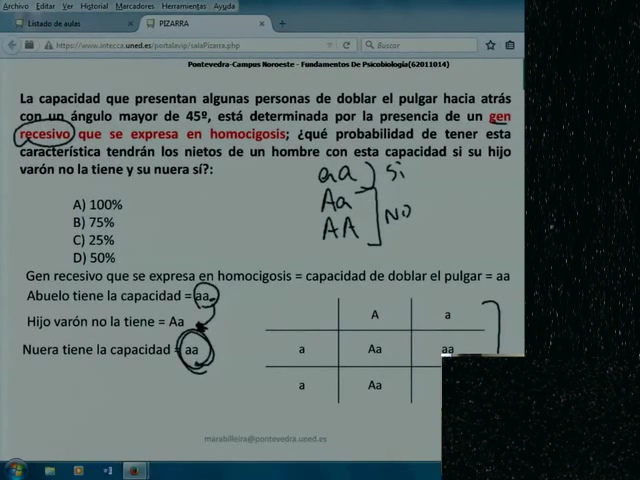 Archivo Editar Ver Historial Marcadores Herramientas Ayuda
Listado de aulas × PIZARRA ×
https://www.intecca.uned.es/portalavip/salaPizarra.php Buscar
Pontevedra-Campus Noroeste - Fundamentos De Psicobiología(62011014)
La capacidad que presentan algunas personas de doblar el pulgar hacia atrás
con un ángulo mayor de 45º, está determinada por la presencia de un gen
recesivo que se expresa en homocigosis; ¿qué probabilidad de tener esta
característica tendrán los nietos de un hombre con esta capacidad si su hijo
varón no la tiene y su nuera sí?:
aa Si
Aa
AA NO
A) 100%
B) 75%
C) 25%
D) 50%
Gen recesivo que se expresa en homocigosis = capacidad de doblar el pulgar = aa
Abuelo tiene la capacidad = aa
Hijo varón no la tiene = Aa
Nuera tiene la capacidad = aa
A a
a Aa aa
a Aa
marabilleira@pontevedra.uned.es